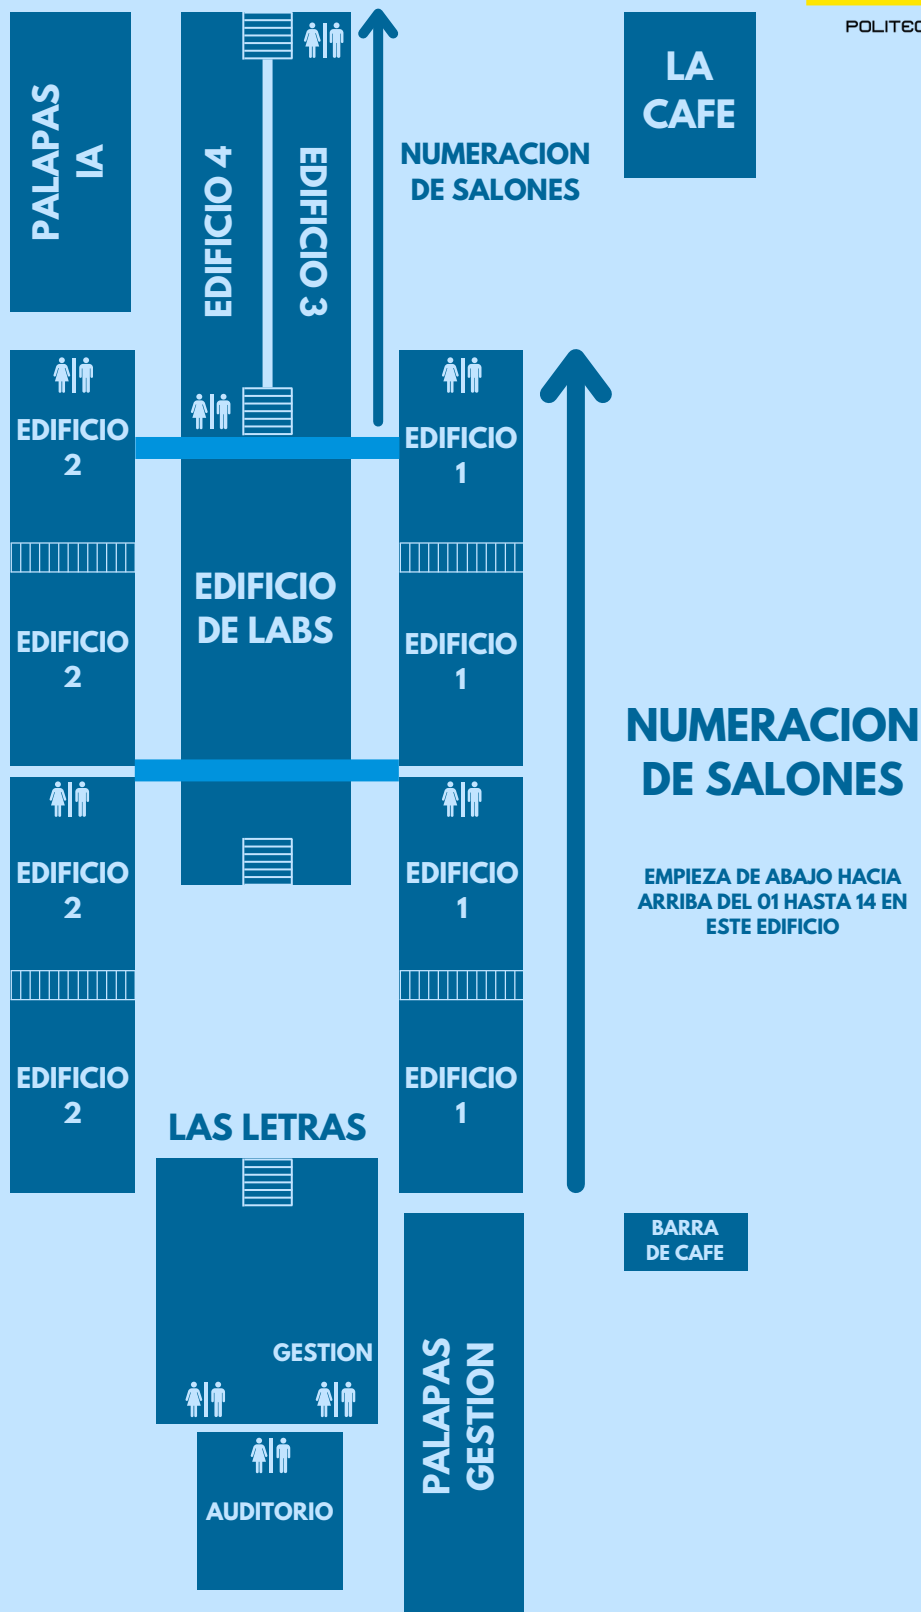 POLITEC
LA
CAFE
PALAPAS
IA
EDIFICIO 4
EDIFICIO 3
NUMERACION
DE SALONES
EDIFICIO
2
EDIFICIO
1
EDIFICIO
DE LABS
EDIFICIO
2
EDIFICIO
1
NUMERACION
DE SALONES
EDIFICIO
2
EDIFICIO
1
EMPIEZA DE ABAJO HACIA
ARRIBA DEL 01 HASTA 14 EN
ESTE EDIFICIO
EDIFICIO
2
EDIFICIO
1
LAS LETRAS
BARRA
DE CAFE
GESTION
PALAPAS
GESTION
AUDITORIO